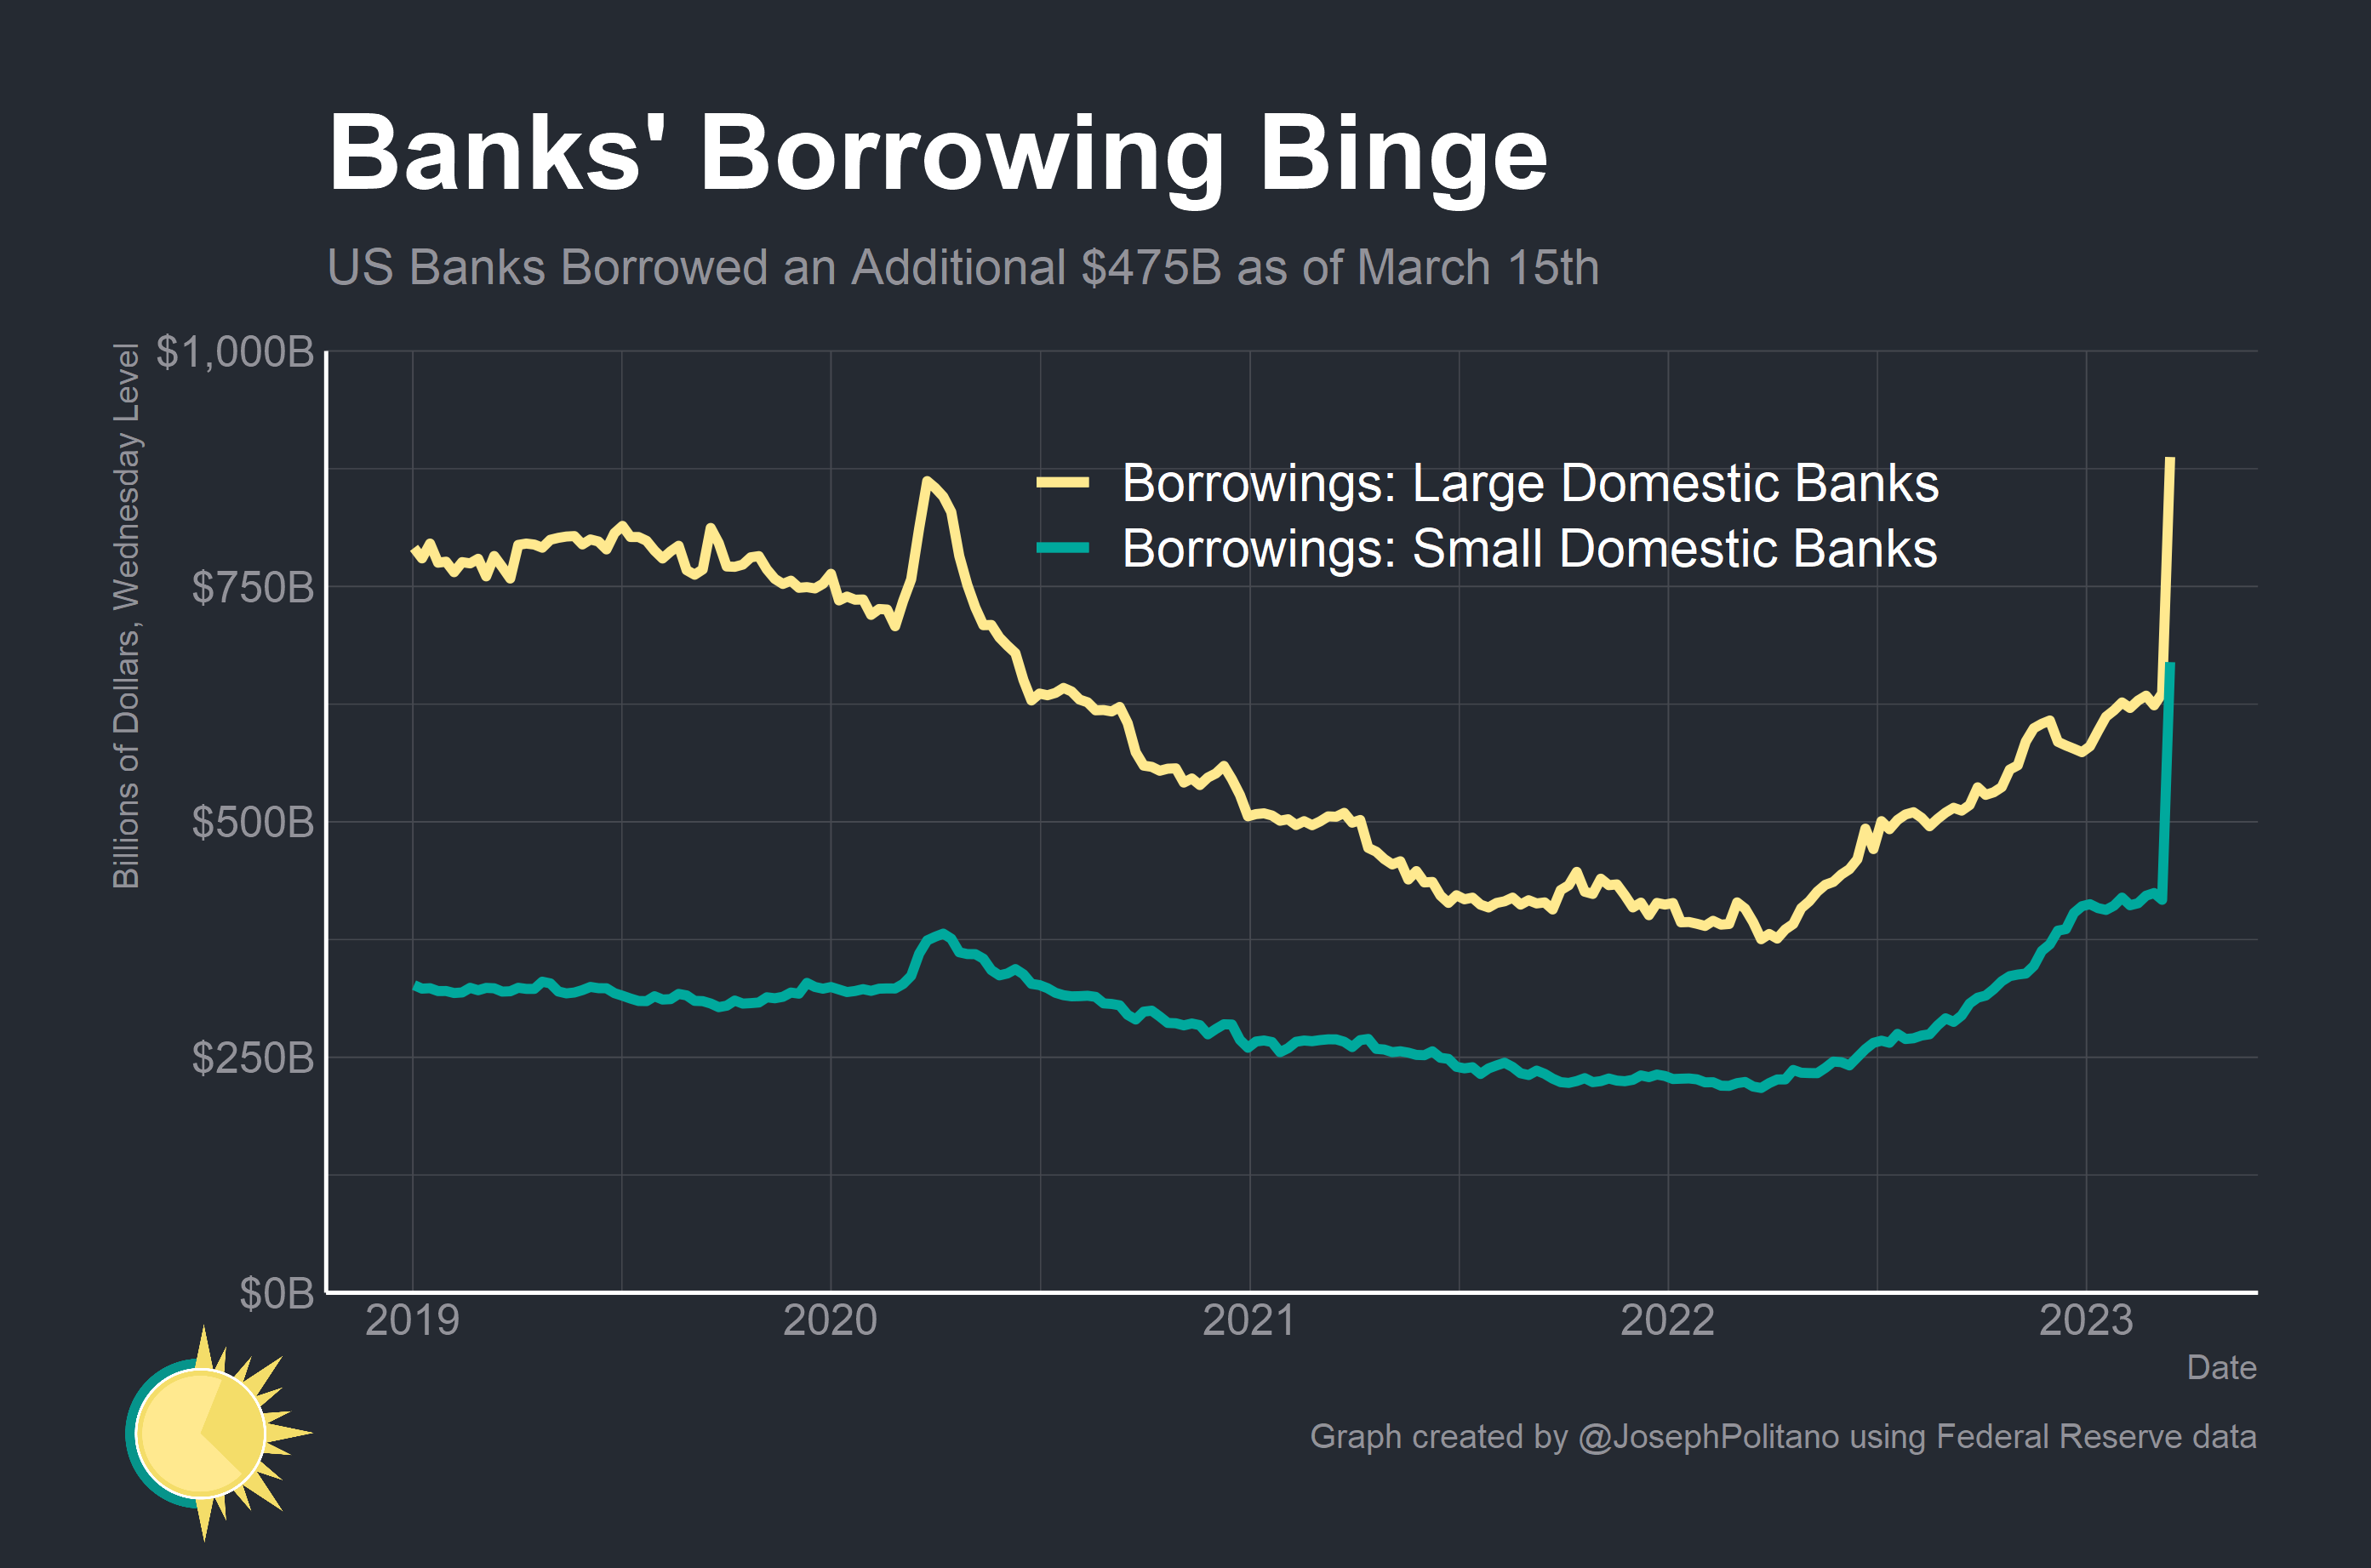 Banks' Borrowing Binge
US Banks Borrowed an Additional $475B as of March 15th
Billions of Dollars, Wednesday Level
$1,000B
$750B
$500B
$250B
$0B
Borrowings: Large Domestic Banks
Borrowings: Small Domestic Banks
2019 2020 2021 2022 2023
Date
Graph created by @JosephPolitano using Federal Reserve data